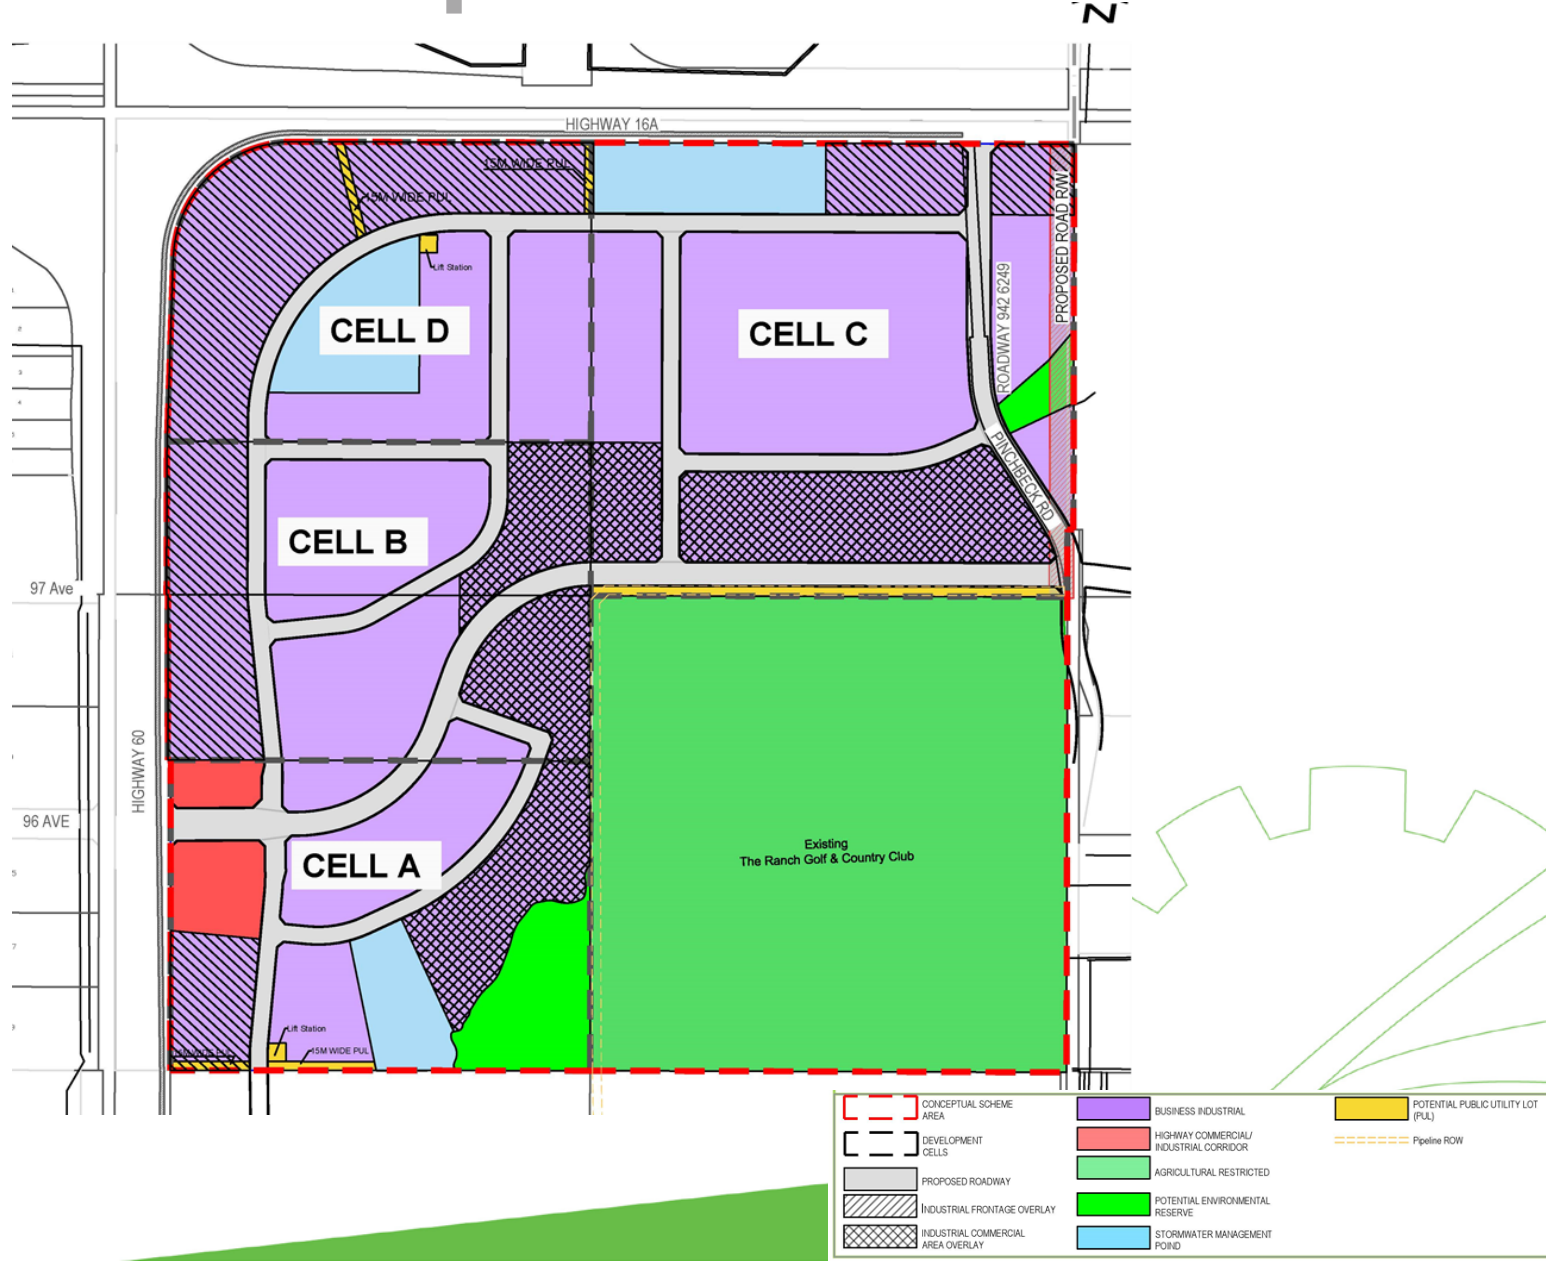 N
HIGHWAY 16A
15M WIDE PUL
15M WIDE PUL
Lift Station
CELL D
CELL C
PROPOSED ROAD R/W
ROADWAY 942 6249
PINCHBECK RD
CELL B
97 Ave
HIGHWAY 60
96 AVE
CELL A
Existing
The Ranch Golf & Country Club
Lift Station
15M WIDE PUL
CONCEPTUAL SCHEME
AREA
DEVELOPMENT
CELLS
PROPOSED ROADWAY
INDUSTRIAL FRONTAGE OVERLAY
INDUSTRIAL COMMERCIAL
AREA OVERLAY
BUSINESS INDUSTRIAL
HIGHWAY COMMERCIAL/
INDUSTRIAL CORRIDOR
AGRICULTURAL RESTRICTED
POTENTIAL ENVIRONMENTAL
RESERVE
STORMWATER MANAGEMENT
POIND
POTENTIAL PUBLIC UTILITY LOT
(PUL)
Pipeline ROW